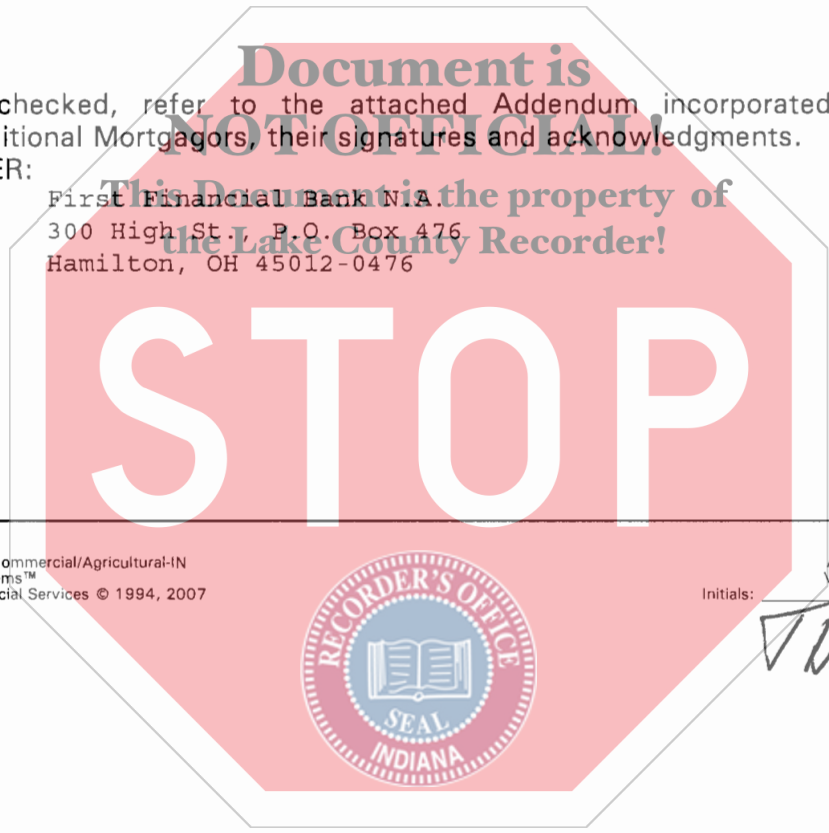 Document is
checked, refer to the attached Addendum incorporated
NOT OFFICIAL!
itional Mortgagors, their signatures and acknowledgments.
ER:
This Document is the property of
First Financial Bank N.A.
300 High St., P.O. Box 476
the Lake County Recorder!
Hamilton, OH 45012-0476
STOP
ommercial/Agricultural-IN
ms™
cial Services © 1994, 2007
Initials:
RECORDER'S OFFICE
SEAL
INDIANA